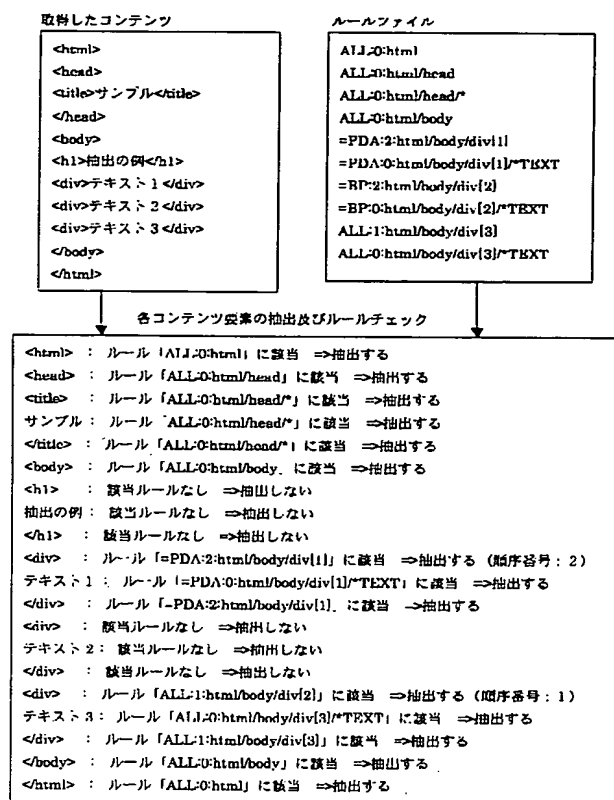 取得したコンテンツ
<html>
<head>
<title>サンプル</title>
</head>
<body>
<h1>抽出の例</h1>
<div>テキスト1</div>
<div>テキスト2</div>
<div>テキスト3</div>
</body>
</html>
ルールファイル
ALL:0:html
ALL:0:html/head
ALL:0:html/head/*
ALL:0:html/body
=PDA:2:html/body/div[1]
=PDA:0:html/body/div[1]/*TEXT
=BP:2:html/body/div[2]
=BP:0:html/body/div[2]/*TEXT
ALL:1:html/body/div[3]
ALL:0:html/body/div[3]/*TEXT
各コンテンツ要素の抽出及びルールチェック
<html> : ルール「ALL:0:html」に該当 ⇒抽出する
<head> : ルール「ALL:0:html/head」に該当 ⇒抽出する
<title> : ルール「ALL:0:html/head/*」に該当 ⇒抽出する
サンプル : ルール「ALL:0:html/head/*」に該当 ⇒抽出する
</title> : ルール「ALL:0:html/head/*」に該当 ⇒抽出する
<body> : ルール「ALL:0:html/body」に該当 ⇒抽出する
<h1> : 該当ルールなし ⇒抽出しない
抽出の例 : 該当ルールなし ⇒抽出しない
</h1> : 該当ルールなし ⇒抽出しない
<div> : ルール「=PDA:2:html/body/div[1]」に該当 ⇒抽出する(順序番号:2)
テキスト1 : ルール「=PDA:0:html/body/div[1]/*TEXT」に該当 ⇒抽出する
</div> : ルール「=PDA:2:html/body/div[1]」に該当 ⇒抽出する
<div> : 該当ルールなし ⇒抽出しない
テキスト2 : 該当ルールなし ⇒抽出しない
</div> : 該当ルールなし ⇒抽出しない
<div> : ルール「ALL:1:html/body/div[2]」に該当 ⇒抽出する(順序番号:1)
テキスト3 : ルール「ALL:0:html/body/div[3]/*TEXT」に該当 ⇒抽出する
</div> : ルール「ALL:1:html/body/div[3]」に該当 ⇒抽出する
</body> : ルール「ALL:0:html/body」に該当 ⇒抽出する
</html> : ルール「ALL:0:html」に該当 ⇒抽出する